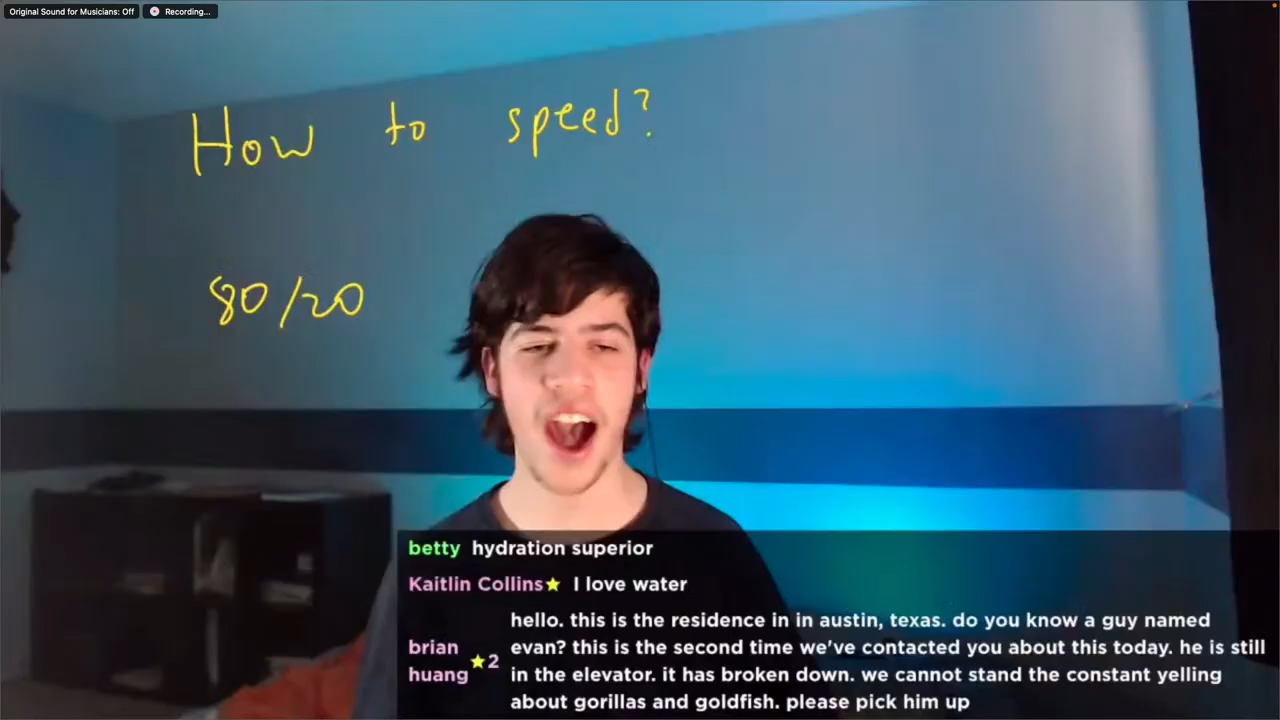 Original Sound for Musicians: Off
Recording...
How to speed?
80/20
betty hydration superior
Kaitlin Collins I love water
hello. this is the residence in in austin, texas. do you know a guy named
brian evan? this is the second time we've contacted you about this today. he is still
huang 2 in the elevator. it has broken down. we cannot stand the constant yelling
about gorillas and goldfish. please pick him up